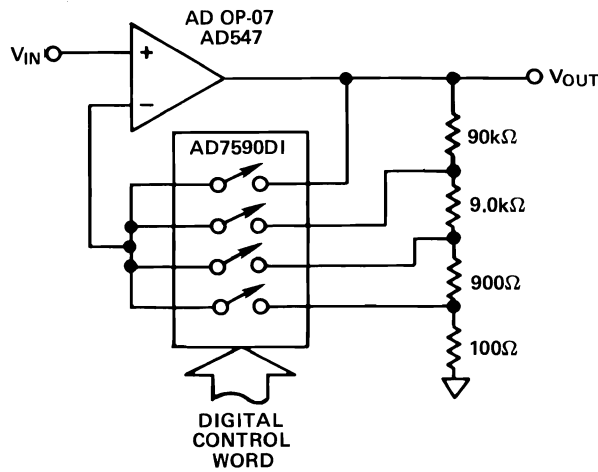 AD OP-07
AD547
VIN
+
−
VOUT
AD7590DI
90kΩ
9.0kΩ
900Ω
100Ω
DIGITAL
CONTROL
WORD